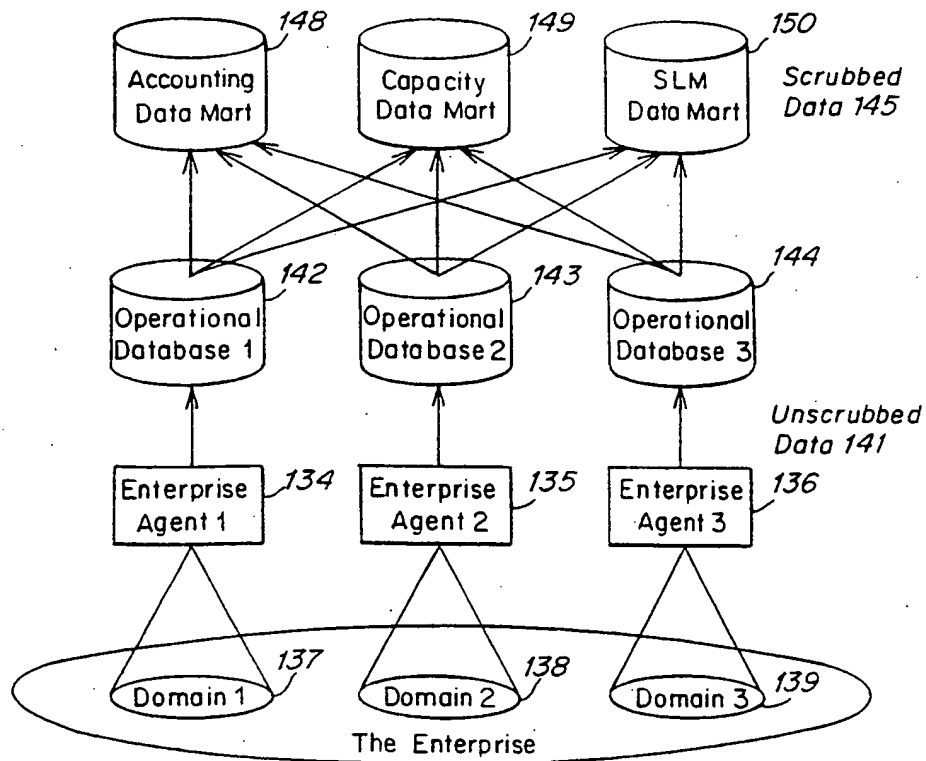 148
149
150
Accounting
Data Mart
Capacity
Data Mart
SLM
Data Mart
Scrubbed
Data 145
142
143
144
Operational
Database 1
Operational
Database 2
Operational
Database 3
Unscrubbed
Data 141
134
135
136
Enterprise
Agent 1
Enterprise
Agent 2
Enterprise
Agent 3
137
138
139
Domain 1
Domain 2
Domain 3
The Enterprise